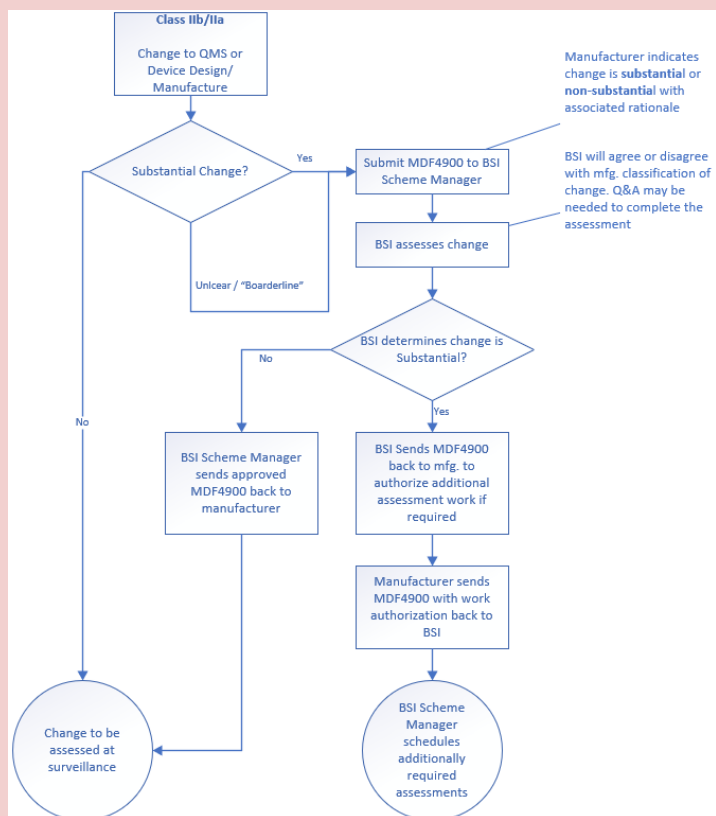 Class IIb/IIa
Change to QMS or
Device Design/
Manufacture
Manufacturer indicates
change is substantial or
non-substantial with
associated rationale
Substantial Change?
Yes
Submit MDF4900 to BSI
Scheme Manager
BSI will agree or disagree
with mfg. classification of
change. Q&A may be
needed to complete the
assessment
BSI assesses change
Unlcear / "Boarderline"
BSI determines change is
Substantial?
No
Yes
No
BSI Scheme Manager
sends approved
MDF4900 back to
manufacturer
BSI Sends MDF4900
back to mfg. to
authorize additional
assessment work if
required
Manufacturer sends
MDF4900 with work
authorization back to
BSI
Change to be
assessed at
surveillance
BSI Scheme
Manager
schedules
additionally
required
assessments